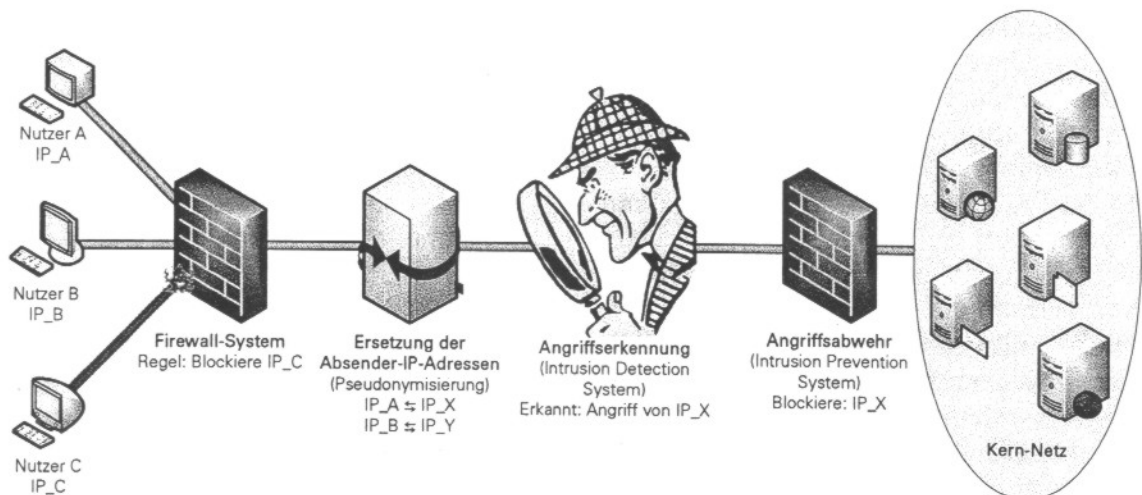 Nutzer A
IP_A
Nutzer B
IP_B
Nutzer C
IP_C
Firewall-System
Regel: Blockiere IP_C
Ersetzung der
Absender-IP-Adressen
(Pseudonymisierung)
IP_A ⇆ IP_X
IP_B ⇆ IP_Y
Angriffserkennung
(Intrusion Detection
System)
Erkannt: Angriff von IP_X
Angriffsabwehr
(Intrusion Prevention
System)
Blockiere: IP_X
Kern-Netz